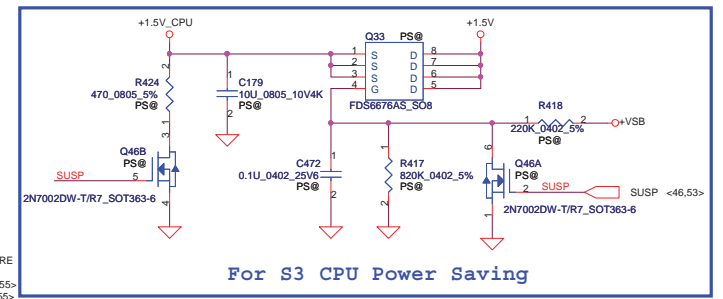 +1.5V_CPU
+1.5V
Q33 PS@
1 S D 8
2 S D 7
3 S D 6
4 G D 5
FDS6676AS_SO8
2
R424
470_0805_5%
PS@
1
1
C179
10U_0805_10V4K
PS@
2
R418
1 2 +VSB
220K_0402_5%
PS@
3
Q46B
PS@
SUSP 5
4
2N7002DW-T/R7_SOT363-6
1
C472
0.1U_0402_25V6
PS@
2
1
R417
820K_0402_5%
PS@
2
6
Q46A
PS@
2 SUSP SUSP <46,53>
1
2N7002DW-T/R7_SOT363-6
For S3 CPU Power Saving
RE
55>
55>